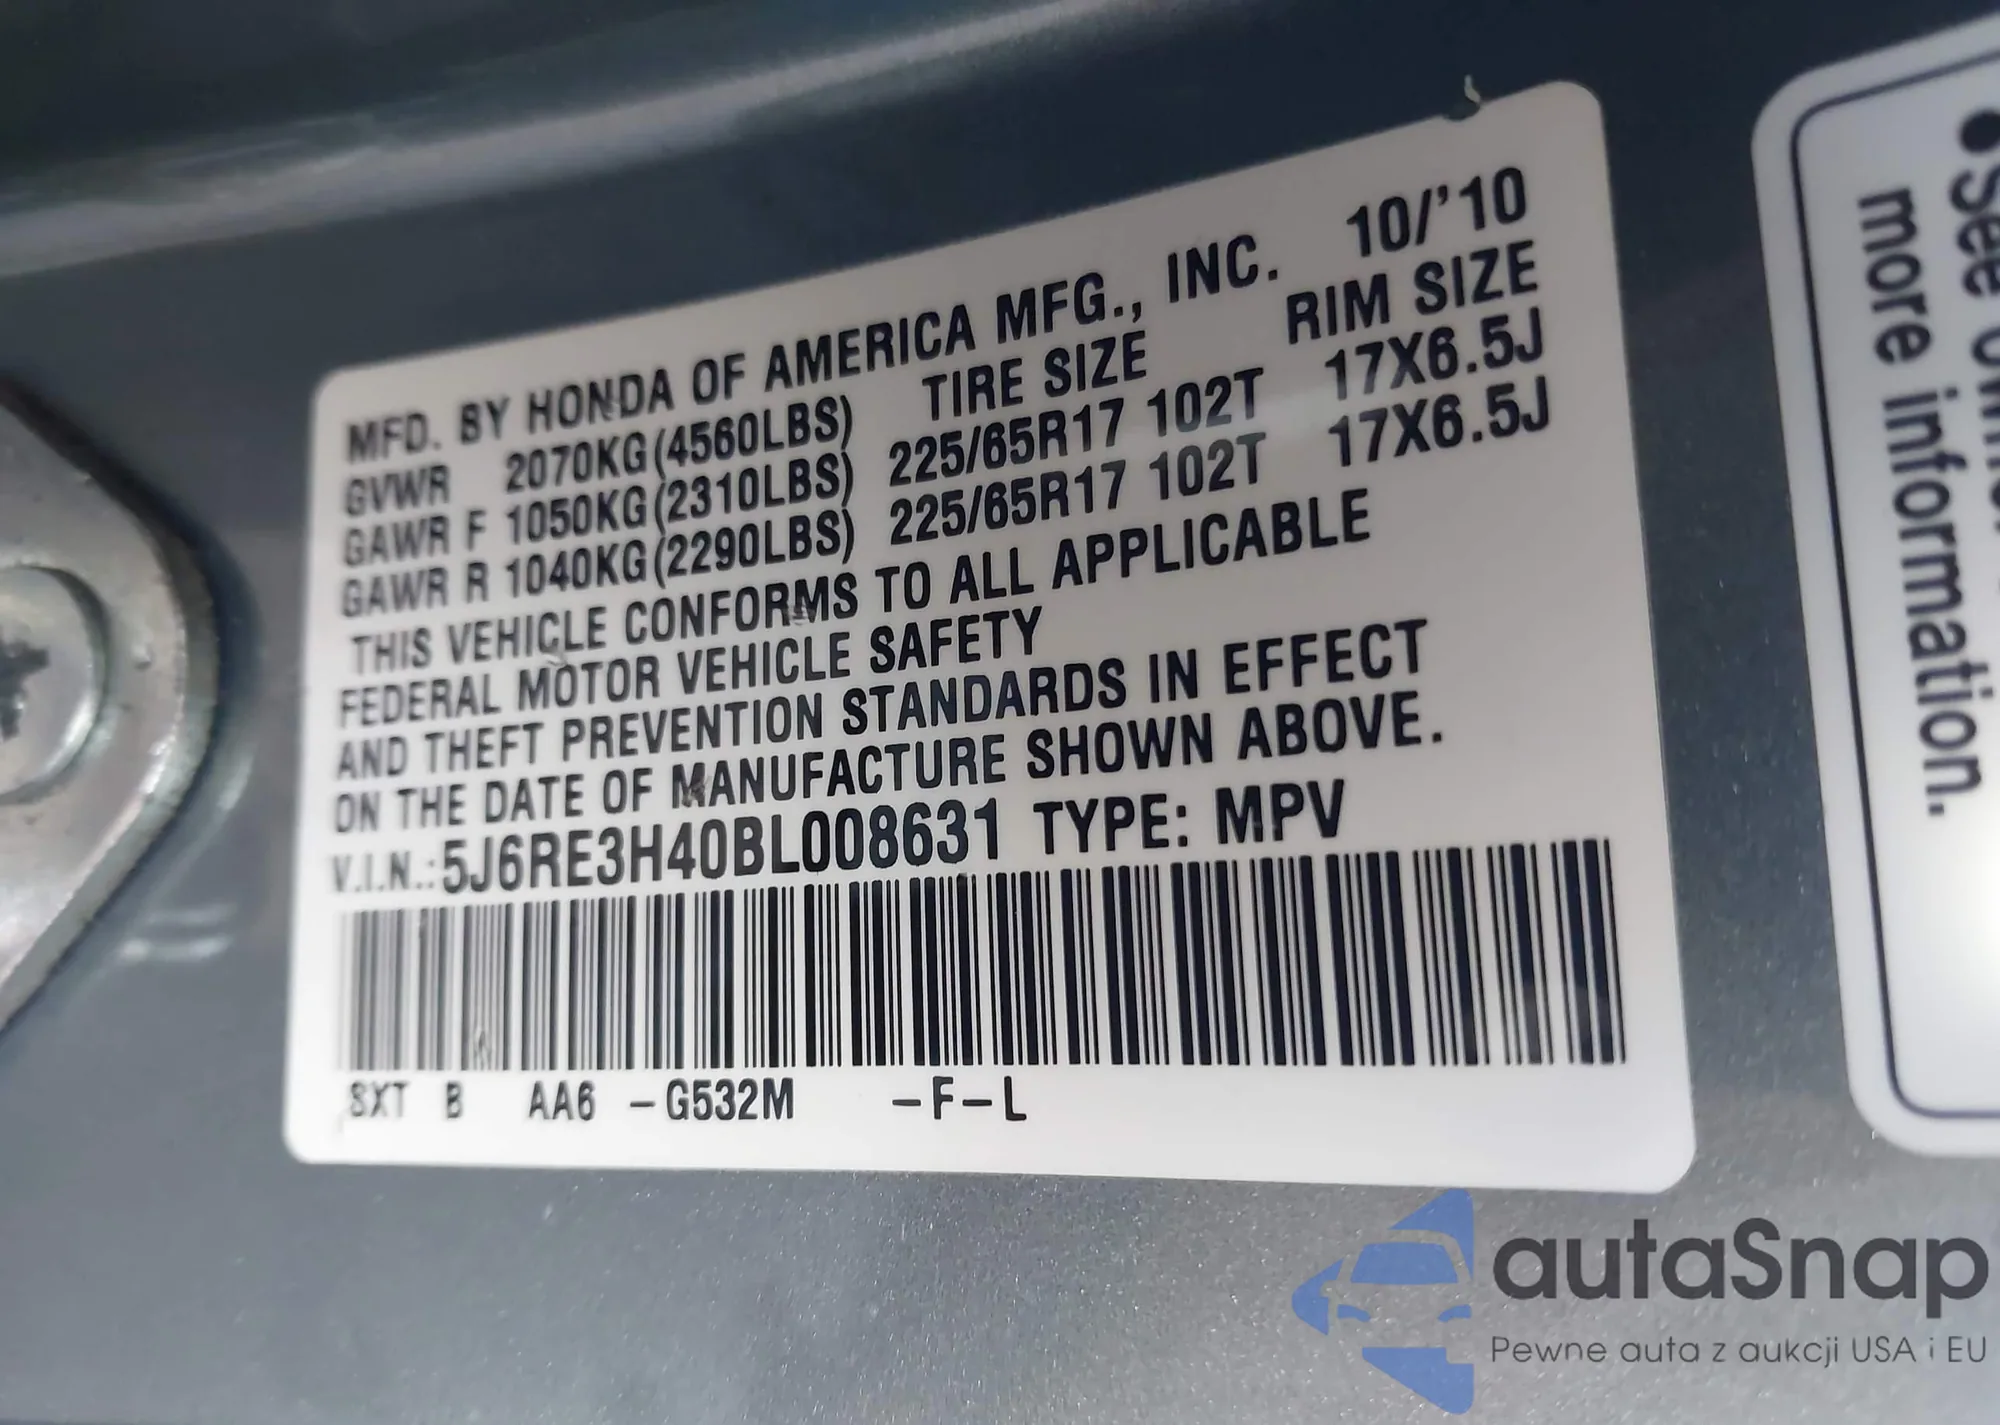 MFD. BY HONDA OF AMERICA MFG., INC. 10/'10
GVWR 2070KG(4560LBS) TIRE SIZE RIM SIZE
GAWR F 1050KG(2310LBS) 225/65R17 102T 17X6.5J
GAWR R 1040KG(2290LBS) 225/65R17 102T 17X6.5J
THIS VEHICLE CONFORMS TO ALL APPLICABLE
FEDERAL MOTOR VEHICLE SAFETY
AND THEFT PREVENTION STANDARDS IN EFFECT
ON THE DATE OF MANUFACTURE SHOWN ABOVE.
V.I.N.:5J6RE3H40BL008631 TYPE: MPV
SXT B AA6 -G532M -F-L
•See
more information.
autaSnap
Pewne auta z aukcji USA i EU